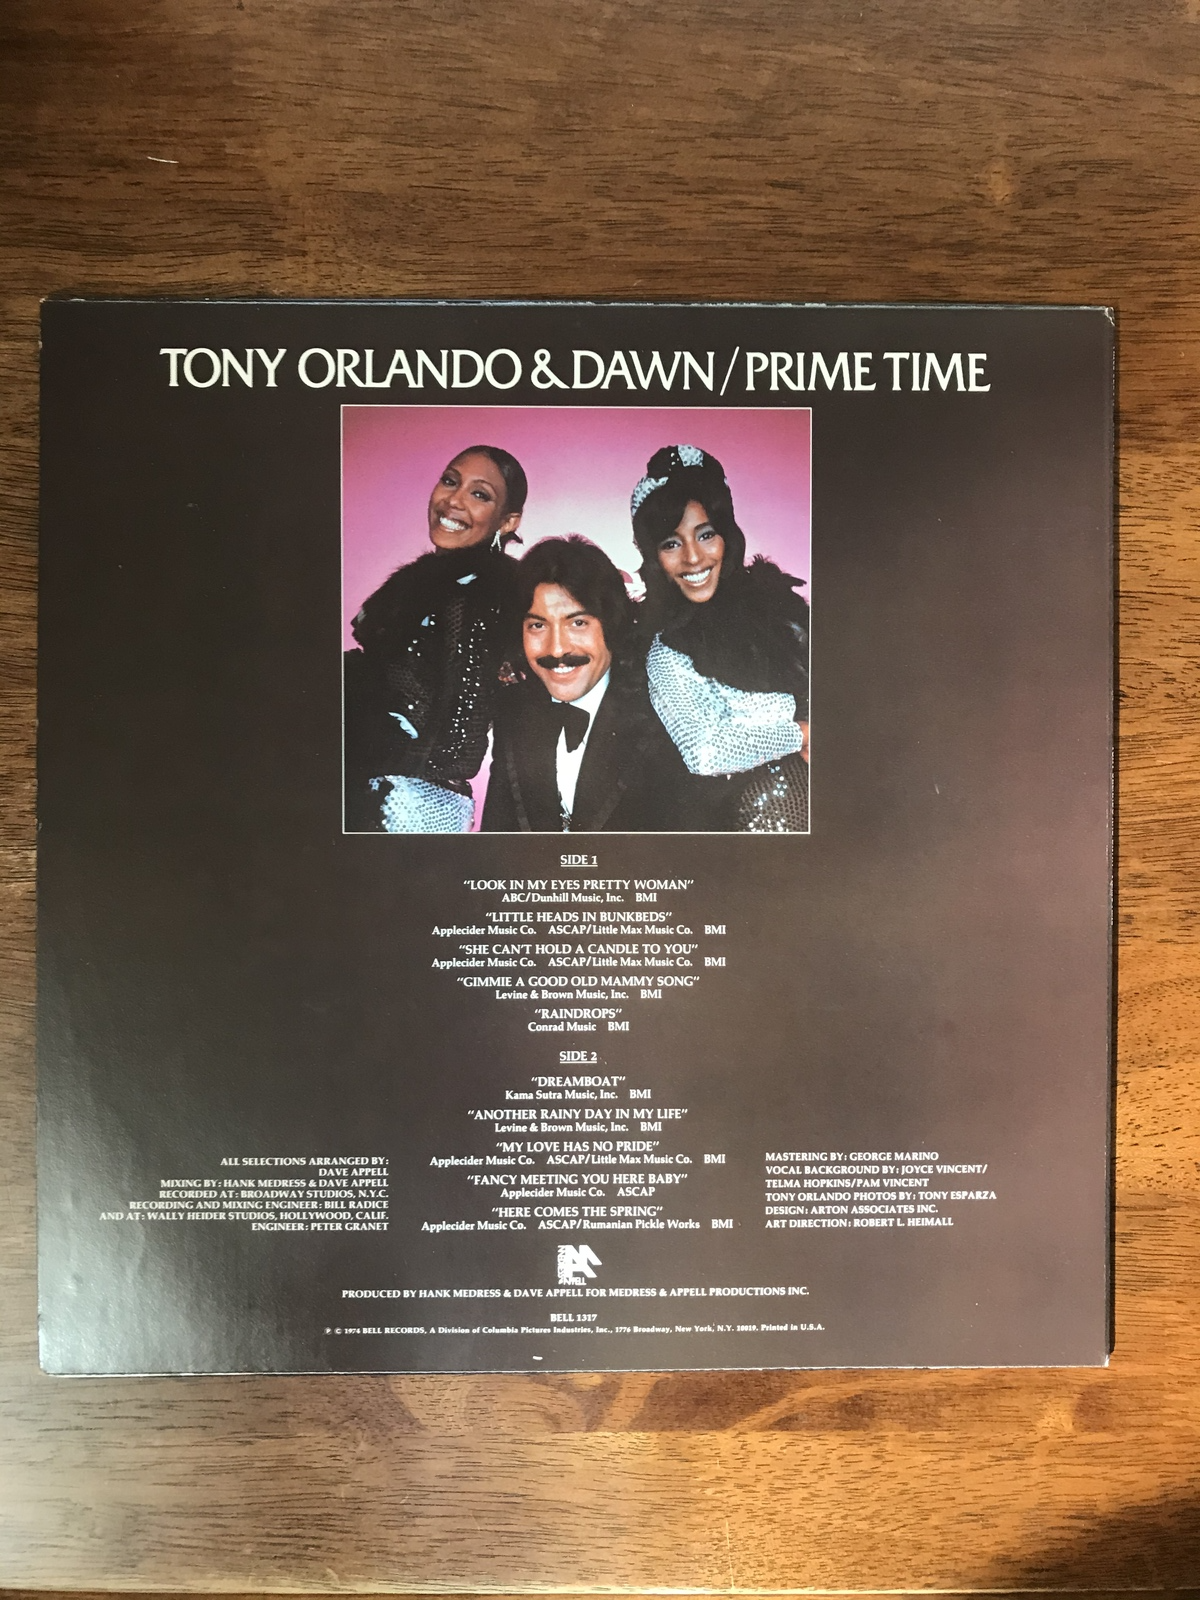 TONY ORLANDO & DAWN/PRIME TIME
SIDE 1
"LOOK IN MY EYES PRETTY WOMAN"
ABC/Dunhill Music, Inc. BMI
"LITTLE HEADS IN BUNKBEDS"
Applecider Music Co. ASCAP/Little Max Music Co. BMI
"SHE CAN'T HOLD A CANDLE TO YOU"
Applecider Music Co. ASCAP/Little Max Music Co. BMI
"GIMMIE A GOOD OLD MAMMY SONG"
Levine & Brown Music, Inc. BMI
"RAINDROPS"
Conrad Music BMI
SIDE 2
"DREAMBOAT"
Kama Sutra Music, Inc. BMI
"ANOTHER RAINY DAY IN MY LIFE"
Levine & Brown Music, Inc. BMI
"MY LOVE HAS NO PRIDE"
Applecider Music Co. ASCAP/Little Max Music Co. BMI
"FANCY MEETING YOU HERE BABY"
Applecider Music Co. ASCAP
"HERE COMES THE SPRING"
Applecider Music Co. ASCAP/Rumanian Pickle Works BMI
ALL SELECTIONS ARRANGED BY:
DAVE APPELL
MIXING BY: HANK MEDRESS & DAVE APPELL
RECORDED AT: BROADWAY STUDIOS, N.Y.C.
RECORDING AND MIXING ENGINEER: BILL RADICE
AND AT: WALLY HEIDER STUDIOS, HOLLYWOOD, CALIF.
ENGINEER: PETER GRANET
MASTERING BY: GEORGE MARINO
VOCAL BACKGROUND BY: JOYCE VINCENT/
TELMA HOPKINS/PAM VINCENT
TONY ORLANDO PHOTOS BY: TONY ESPARZA
DESIGN: ARTON ASSOCIATES INC.
ART DIRECTION: ROBERT L. HEIMALL
MEDRESS
APPELL
PRODUCED BY HANK MEDRESS & DAVE APPELL FOR MEDRESS & APPELL PRODUCTIONS INC.
BELL 1317
℗ © 1974 BELL RECORDS, A Division of Columbia Pictures Industries, Inc., 1776 Broadway, New York, N.Y. 10019. Printed in U.S.A.